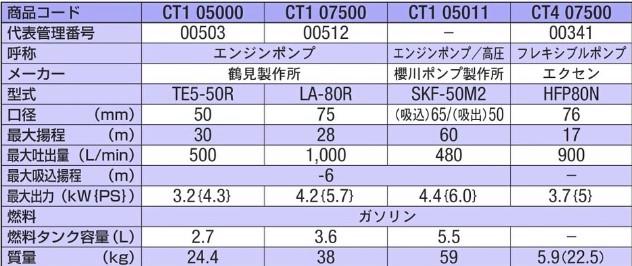 商品コード CT1 05000 CT1 07500 CT1 05011 CT4 07500
代表管理番号 00503 00512 − 00341
呼称 エンジンポンプ エンジンポンプ／高圧 フレキシブルポンプ
メーカー 鶴見製作所 櫻川ポンプ製作所 エクセン
型式 TE5-50R LA-80R SKF-50M2 HFP80N
口径 (mm) 50 75 (吸込)65/(吸出)50 76
最大揚程 (m) 30 28 60 17
最大吐出量 (L/min) 500 1,000 480 900
最大吸込揚程 (m) -6 −
最大出力 (kW{PS}) 3.2{4.3} 4.2{5.7} 4.4{6.0} 3.7{5}
燃料 ガソリン
燃料タンク容量(L) 2.7 3.6 5.5 −
質量 (kg) 24.4 38 59 5.9(22.5)